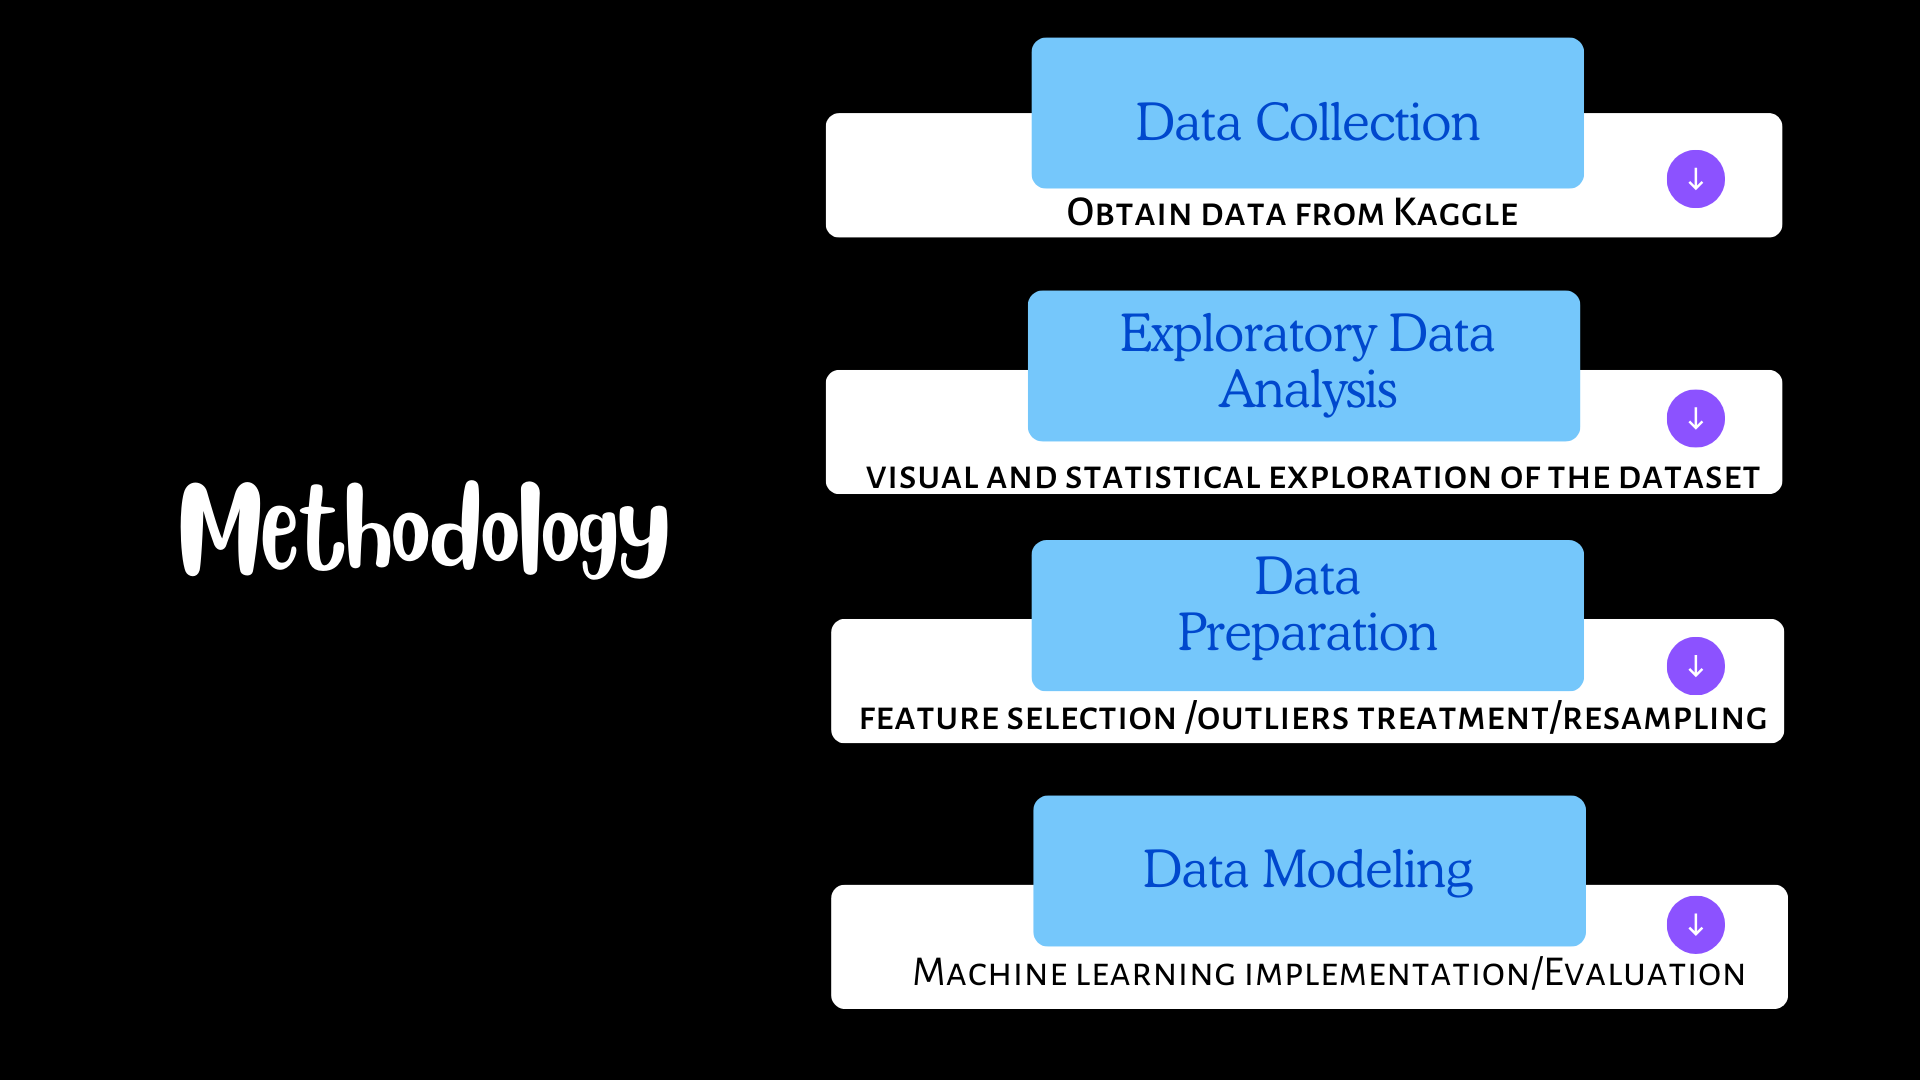 Methodology
Data Collection
Obtain data from Kaggle
Exploratory Data
Analysis
visual and statistical exploration of the dataset
Data
Preparation
feature selection /outliers treatment/resampling
Data Modeling
Machine learning implementation/Evaluation